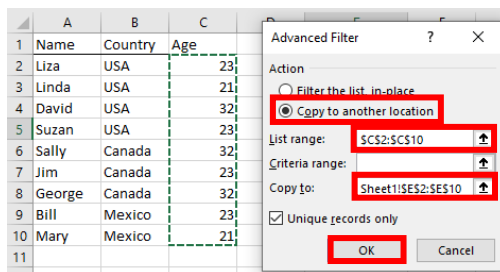 A B C
1 Name Country Age
2 Liza USA 23
3 Linda USA 21
4 David USA 32
5 Suzan USA 23
6 Sally Canada 32
7 Jim Canada 23
8 George Canada 32
9 Bill Mexico 23
10 Mary Mexico 21
11
Advanced Filter ? ×
Action
Filter the list, in-place
Copy to another location
List range: $C$2:$C$10
Criteria range:
Copy to: Sheet1!$E$2:$E$10
Unique records only
OK Cancel